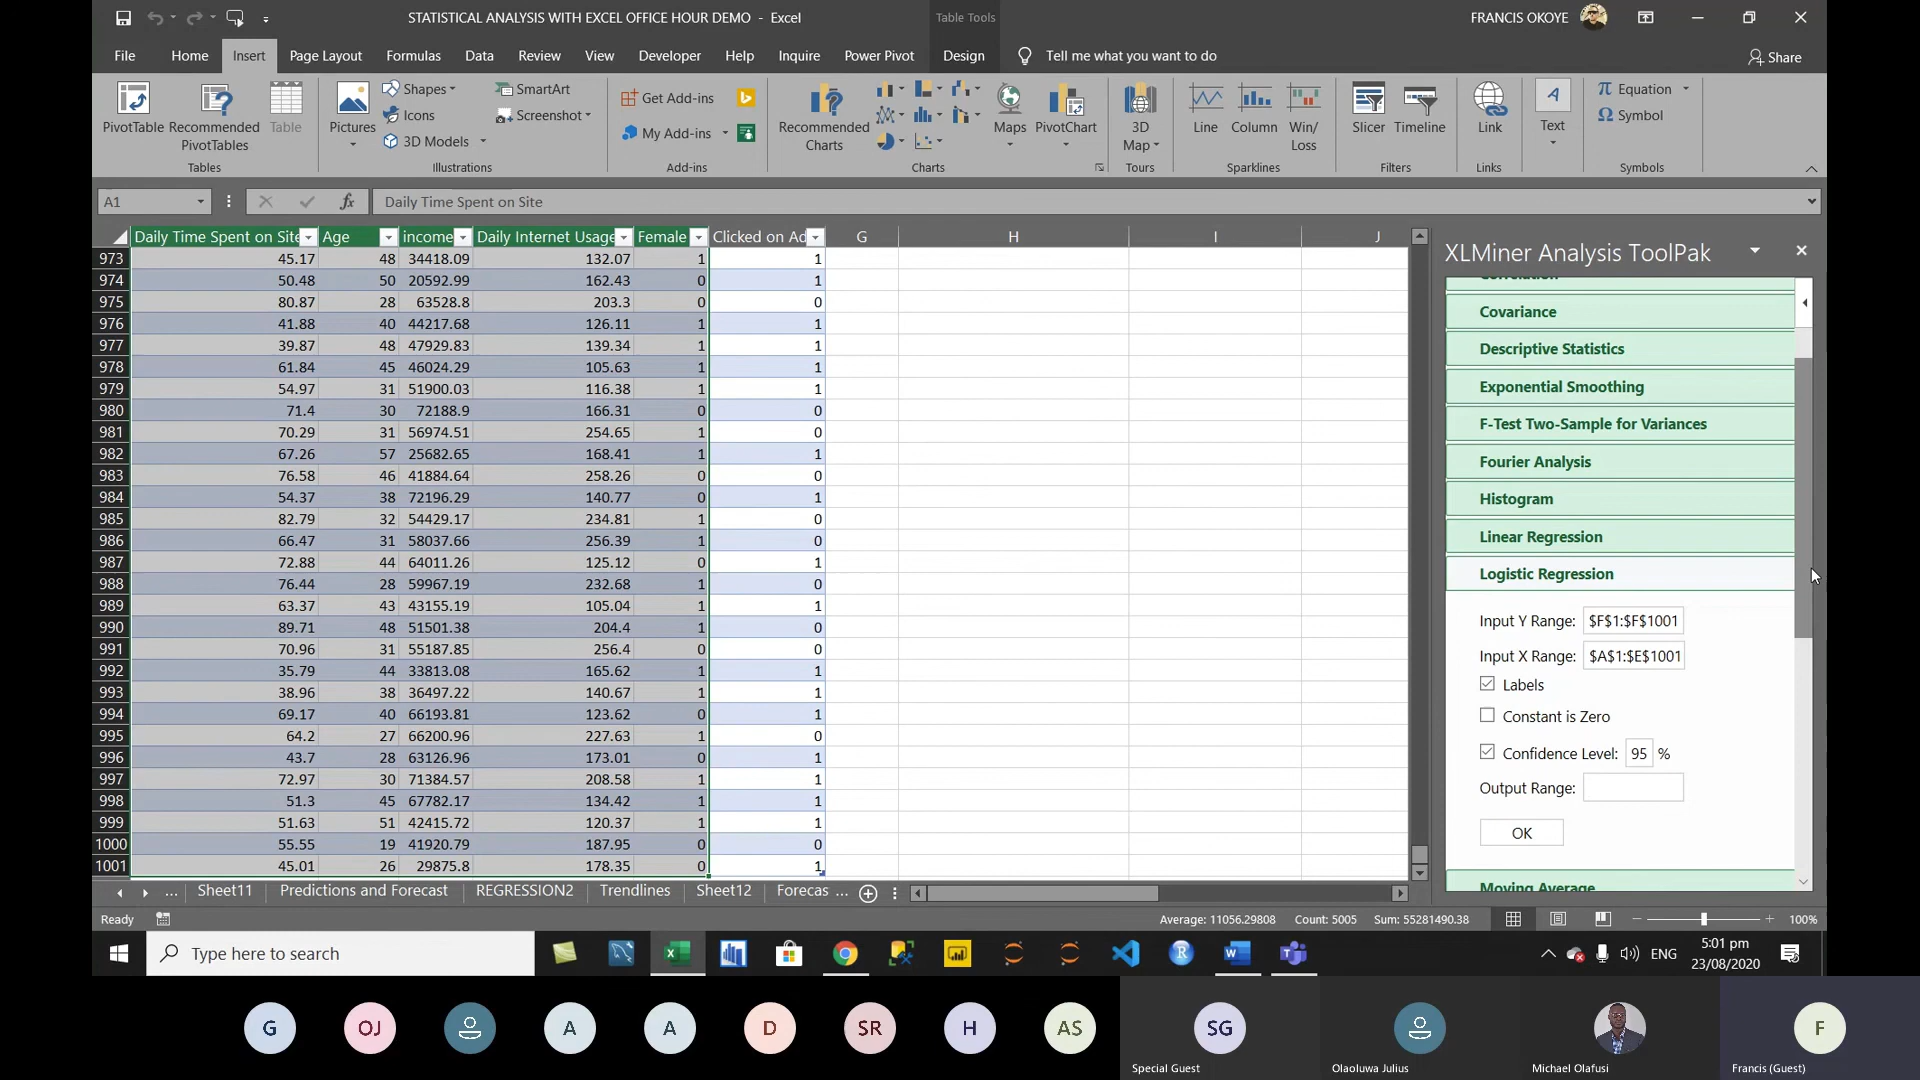 STATISTICAL ANALYSIS WITH EXCEL OFFICE HOUR DEMO - Excel
Table Tools
FRANCIS OKOYE
File Home Insert Page Layout Formulas Data Review View Developer Help Inquire Power Pivot Design Tell me what you want to do Share
PivotTable
Recommended PivotTables
Table
Tables
Pictures
Shapes
Icons
3D Models
SmartArt
Screenshot
Illustrations
Get Add-ins
My Add-ins
Add-ins
Recommended Charts
Maps
PivotChart
Charts
3D Map
Tours
Line
Column
Win/Loss
Sparklines
Slicer
Timeline
Filters
Link
Links
Text
Equation
Symbol
Symbols
A1
fx
Daily Time Spent on Site
Daily Time Spent on Site Age income Daily Internet Usage Female Clicked on Ad G H I J
973 45.17 48 34418.09 132.07 1 1
974 50.48 50 20592.99 162.43 0 1
975 80.87 28 63528.8 203.3 0 0
976 41.88 40 44217.68 126.11 1 1
977 39.87 48 47929.83 139.34 1 1
978 61.84 45 46024.29 105.63 1 1
979 54.97 31 51900.03 116.38 1 1
980 71.4 30 72188.9 166.31 0 0
981 70.29 31 56974.51 254.65 1 0
982 67.26 57 25682.65 168.41 1 1
983 76.58 46 41884.64 258.26 0 0
984 54.37 38 72196.29 140.77 0 1
985 82.79 32 54429.17 234.81 1 0
986 66.47 31 58037.66 256.39 1 0
987 72.88 44 64011.26 125.12 0 1
988 76.44 28 59967.19 232.68 1 0
989 63.37 43 43155.19 105.04 1 1
990 89.71 48 51501.38 204.4 1 0
991 70.96 31 55187.85 256.4 0 0
992 35.79 44 33813.08 165.62 1 1
993 38.96 38 36497.22 140.67 1 1
994 69.17 40 66193.81 123.62 0 1
995 64.2 27 66200.96 227.63 1 0
996 43.7 28 63126.96 173.01 0 1
997 72.97 30 71384.57 208.58 1 1
998 51.3 45 67782.17 134.42 1 1
999 51.63 51 42415.72 120.37 1 1
1000 55.55 19 41920.79 187.95 0 0
1001 45.01 26 29875.8 178.35 0 1
XLMiner Analysis ToolPak
Correlation
Covariance
Descriptive Statistics
Exponential Smoothing
F-Test Two-Sample for Variances
Fourier Analysis
Histogram
Linear Regression
Logistic Regression
Input Y Range: $F$1:$F$1001
Input X Range: $A$1:$E$1001
Labels
Constant is Zero
Confidence Level: 95 %
Output Range:
OK
Moving Average
... Sheet11 Predictions and Forecast REGRESSION2 Trendlines Sheet12 Forecas ...
Ready
Average: 11056.29808 Count: 5005 Sum: 55281490.38 100%
Type here to search
ENG
5:01 pm
23/08/2020
G OJ A A D SR H AS SG F
Special Guest
Olaoluwa Julius
Michael Olafusi
Francis (Guest)